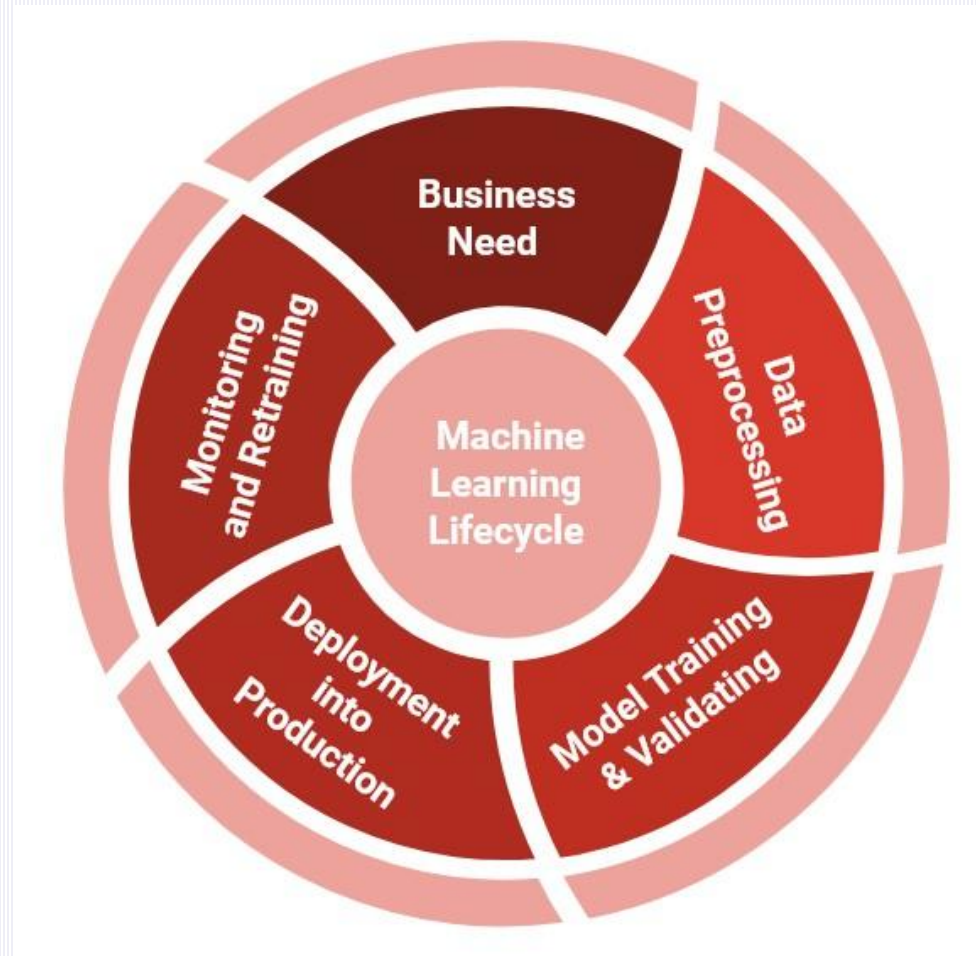 Business
Need
Data
Preprocessing
Model Training
& Validating
Deployment
into
Production
Monitoring
and Retraining
Machine
Learning
Lifecycle